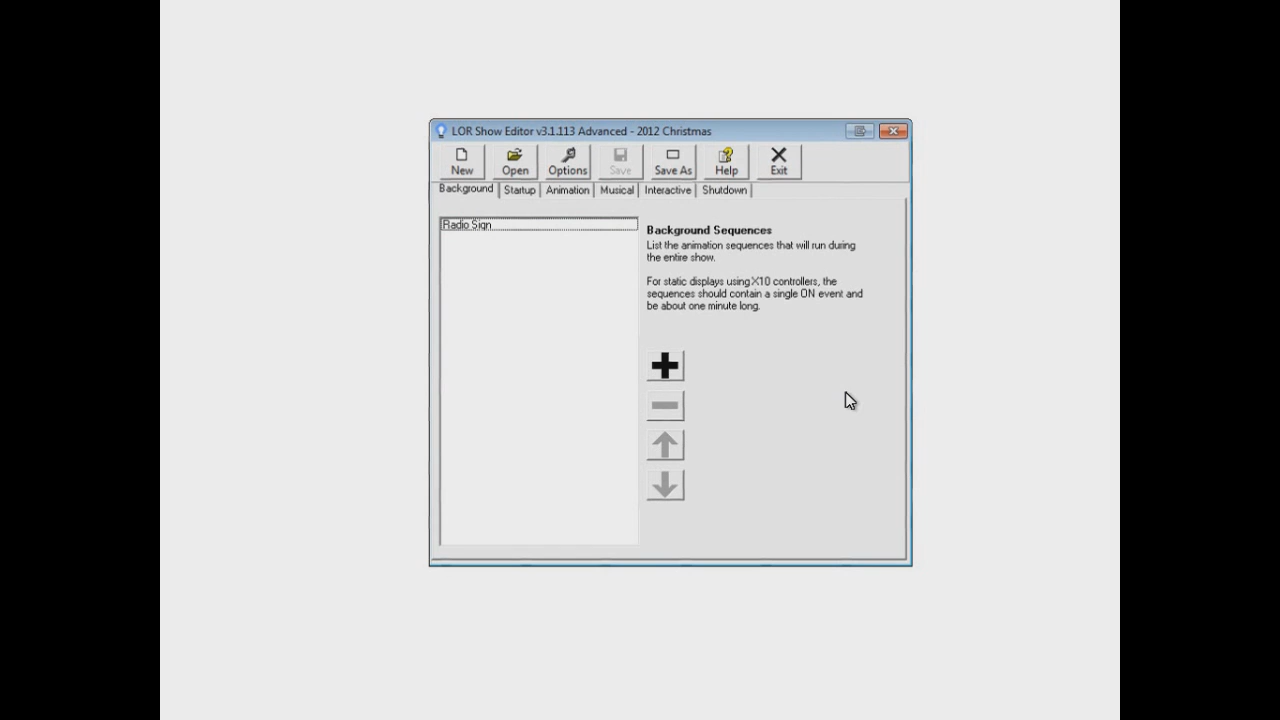 LOR Show Editor v3.1.113 Advanced - 2012 Christmas
New Open Options Save Save As Help Exit
Background Startup Animation Musical Interactive Shutdown
Radio Sign
Background Sequences
List the animation sequences that will run during
the entire show.
For static displays using X10 controllers, the
sequences should contain a single ON event and
be about one minute long.